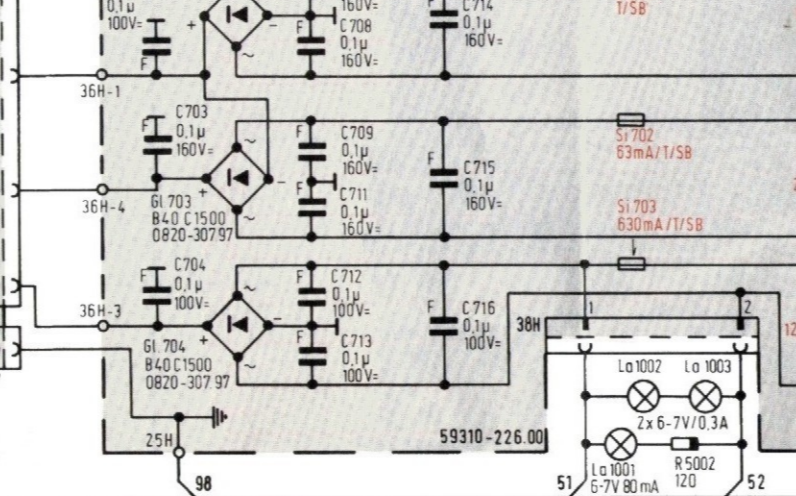 0,1µ
100V=
F
+
-
~
160V=
C708
0,1µ
160V=
F
C714
0,1µ
160V=
F
T/SB
36H-1
C703
0,1µ
160V=
F
C709
0,1µ
160V=
F
C711
0,1µ
160V=
F
C715
0,1µ
160V=
F
Si 702
63mA/T/SB
36H-4
+
-
~
~
Gl.703
B40 C1500
0820-307.97
Si 703
630mA/T/SB
C704
0,1µ
100V=
F
C712
0,1µ
100V=
F
C713
0,1µ
100V=
F
C716
0,1µ
100V=
F
36H-3
+
-
~
~
Gl.704
B40 C1500
0820-307.97
38H
1
2
12
La 1002
La 1003
2x 6-7V/0,3A
25H
59310-226.00
La 1001
6-7V 80mA
R 5002
120
98
51
52